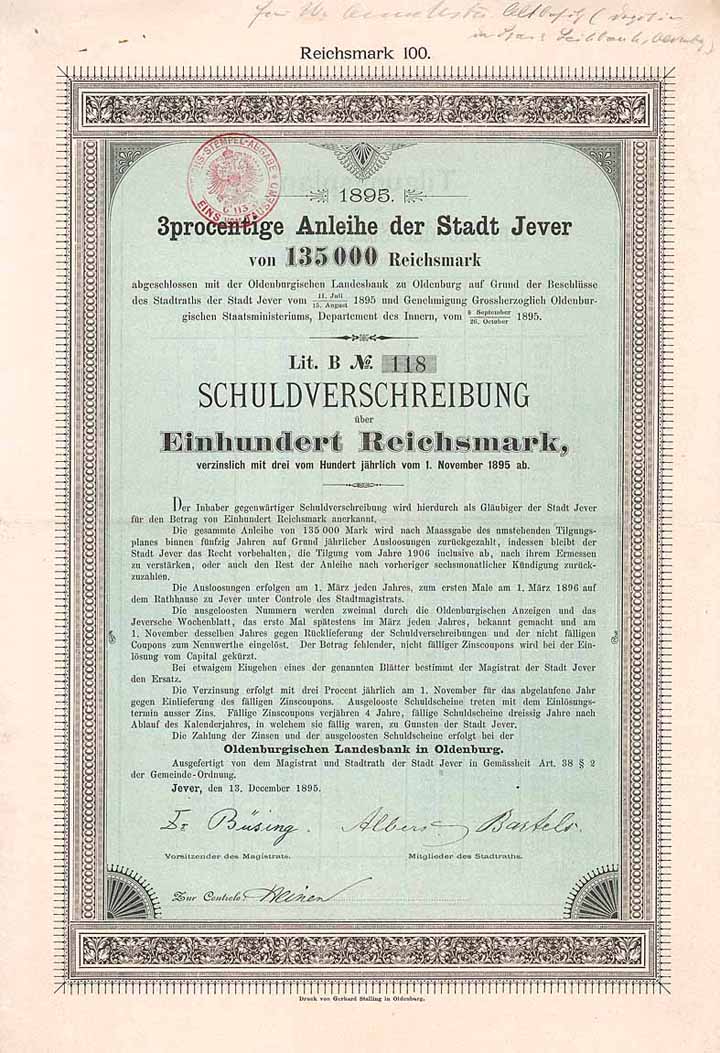 Reichsmark 100.
EINS TAUSEND
1895.
3procentige Anleihe der Stadt Jever
von 135 000 Reichsmark
abgeschlossen mit der Oldenburgischen Landesbank zu Oldenburg auf Grund der Beschlüsse
des Stadtraths der Stadt Jever vom 11. Juli / 15. August 1895 und Genehmigung Grossherzoglich Oldenbur-
gischen Staatsministeriums, Departement des Innern, vom 8 September / 26. October 1895.
Lit. B No. 118
SCHULDVERSCHREIBUNG
über
Einhundert Reichsmark,
verzinslich mit drei vom Hundert jährlich vom 1. November 1895 ab.
Der Inhaber gegenwärtiger Schuldverschreibung wird hierdurch als Gläubiger der Stadt Jever
für den Betrag von Einhundert Reichsmark anerkannt.
Die gesammte Anleihe von 135 000 Mark wird nach Maassgabe des umstehenden Tilgungs-
planes binnen fünfzig Jahren auf Grund jährlicher Ausloosungen zurückgezahlt, indessen bleibt der
Stadt Jever das Recht vorbehalten, die Tilgung vom Jahre 1906 inclusive ab, nach ihrem Ermessen
zu verstärken, oder auch den Rest der Anleihe nach vorheriger sechsmonatlicher Kündigung zurück-
zuzahlen.
Die Ausloosungen erfolgen am 1. März jeden Jahres, zum ersten Male am 1. März 1896 auf
dem Rathhause zu Jever unter Controle des Stadtmagistrats.
Die ausgeloosten Nummern werden zweimal durch die Oldenburgischen Anzeigen und das
Jeversche Wochenblatt, das erste Mal spätestens im März jeden Jahres, bekannt gemacht und am
1. November desselben Jahres gegen Rücklieferung der Schuldverschreibungen und der nicht fälligen
Coupons zum Nennwerthe eingelöst. Der Betrag fehlender, nicht fälliger Zinscoupons wird bei der Ein-
lösung vom Capital gekürzt.
Bei etwaigem Eingehen eines der genannten Blätter bestimmt der Magistrat der Stadt Jever
den Ersatz.
Die Verzinsung erfolgt mit drei Procent jährlich am 1. November für das abgelaufene Jahr
gegen Einlieferung des fälligen Zinscoupons. Ausgelooste Schuldscheine treten mit dem Einlösungs-
termin ausser Zins. Fällige Zinscoupons verjähren 4 Jahre, fällige Schuldscheine dreissig Jahre nach
Ablauf des Kalenderjahres, in welchem sie fällig waren, zu Gunsten der Stadt Jever.
Die Zahlung der Zinsen und der ausgeloosten Schuldscheine erfolgt bei der
Oldenburgischen Landesbank in Oldenburg.
Ausgefertigt von dem Magistrat und Stadtrath der Stadt Jever in Gemässheit Art. 38 § 2
der Gemeinde-Ordnung.
Jever, den 13. December 1895.
Büsing. Albers Bartels.
Vorsitzender des Magistrats. Mitglieder des Stadtraths.
Zur Controle: Meinen
Druck von Gerhard Stalling in Oldenburg.